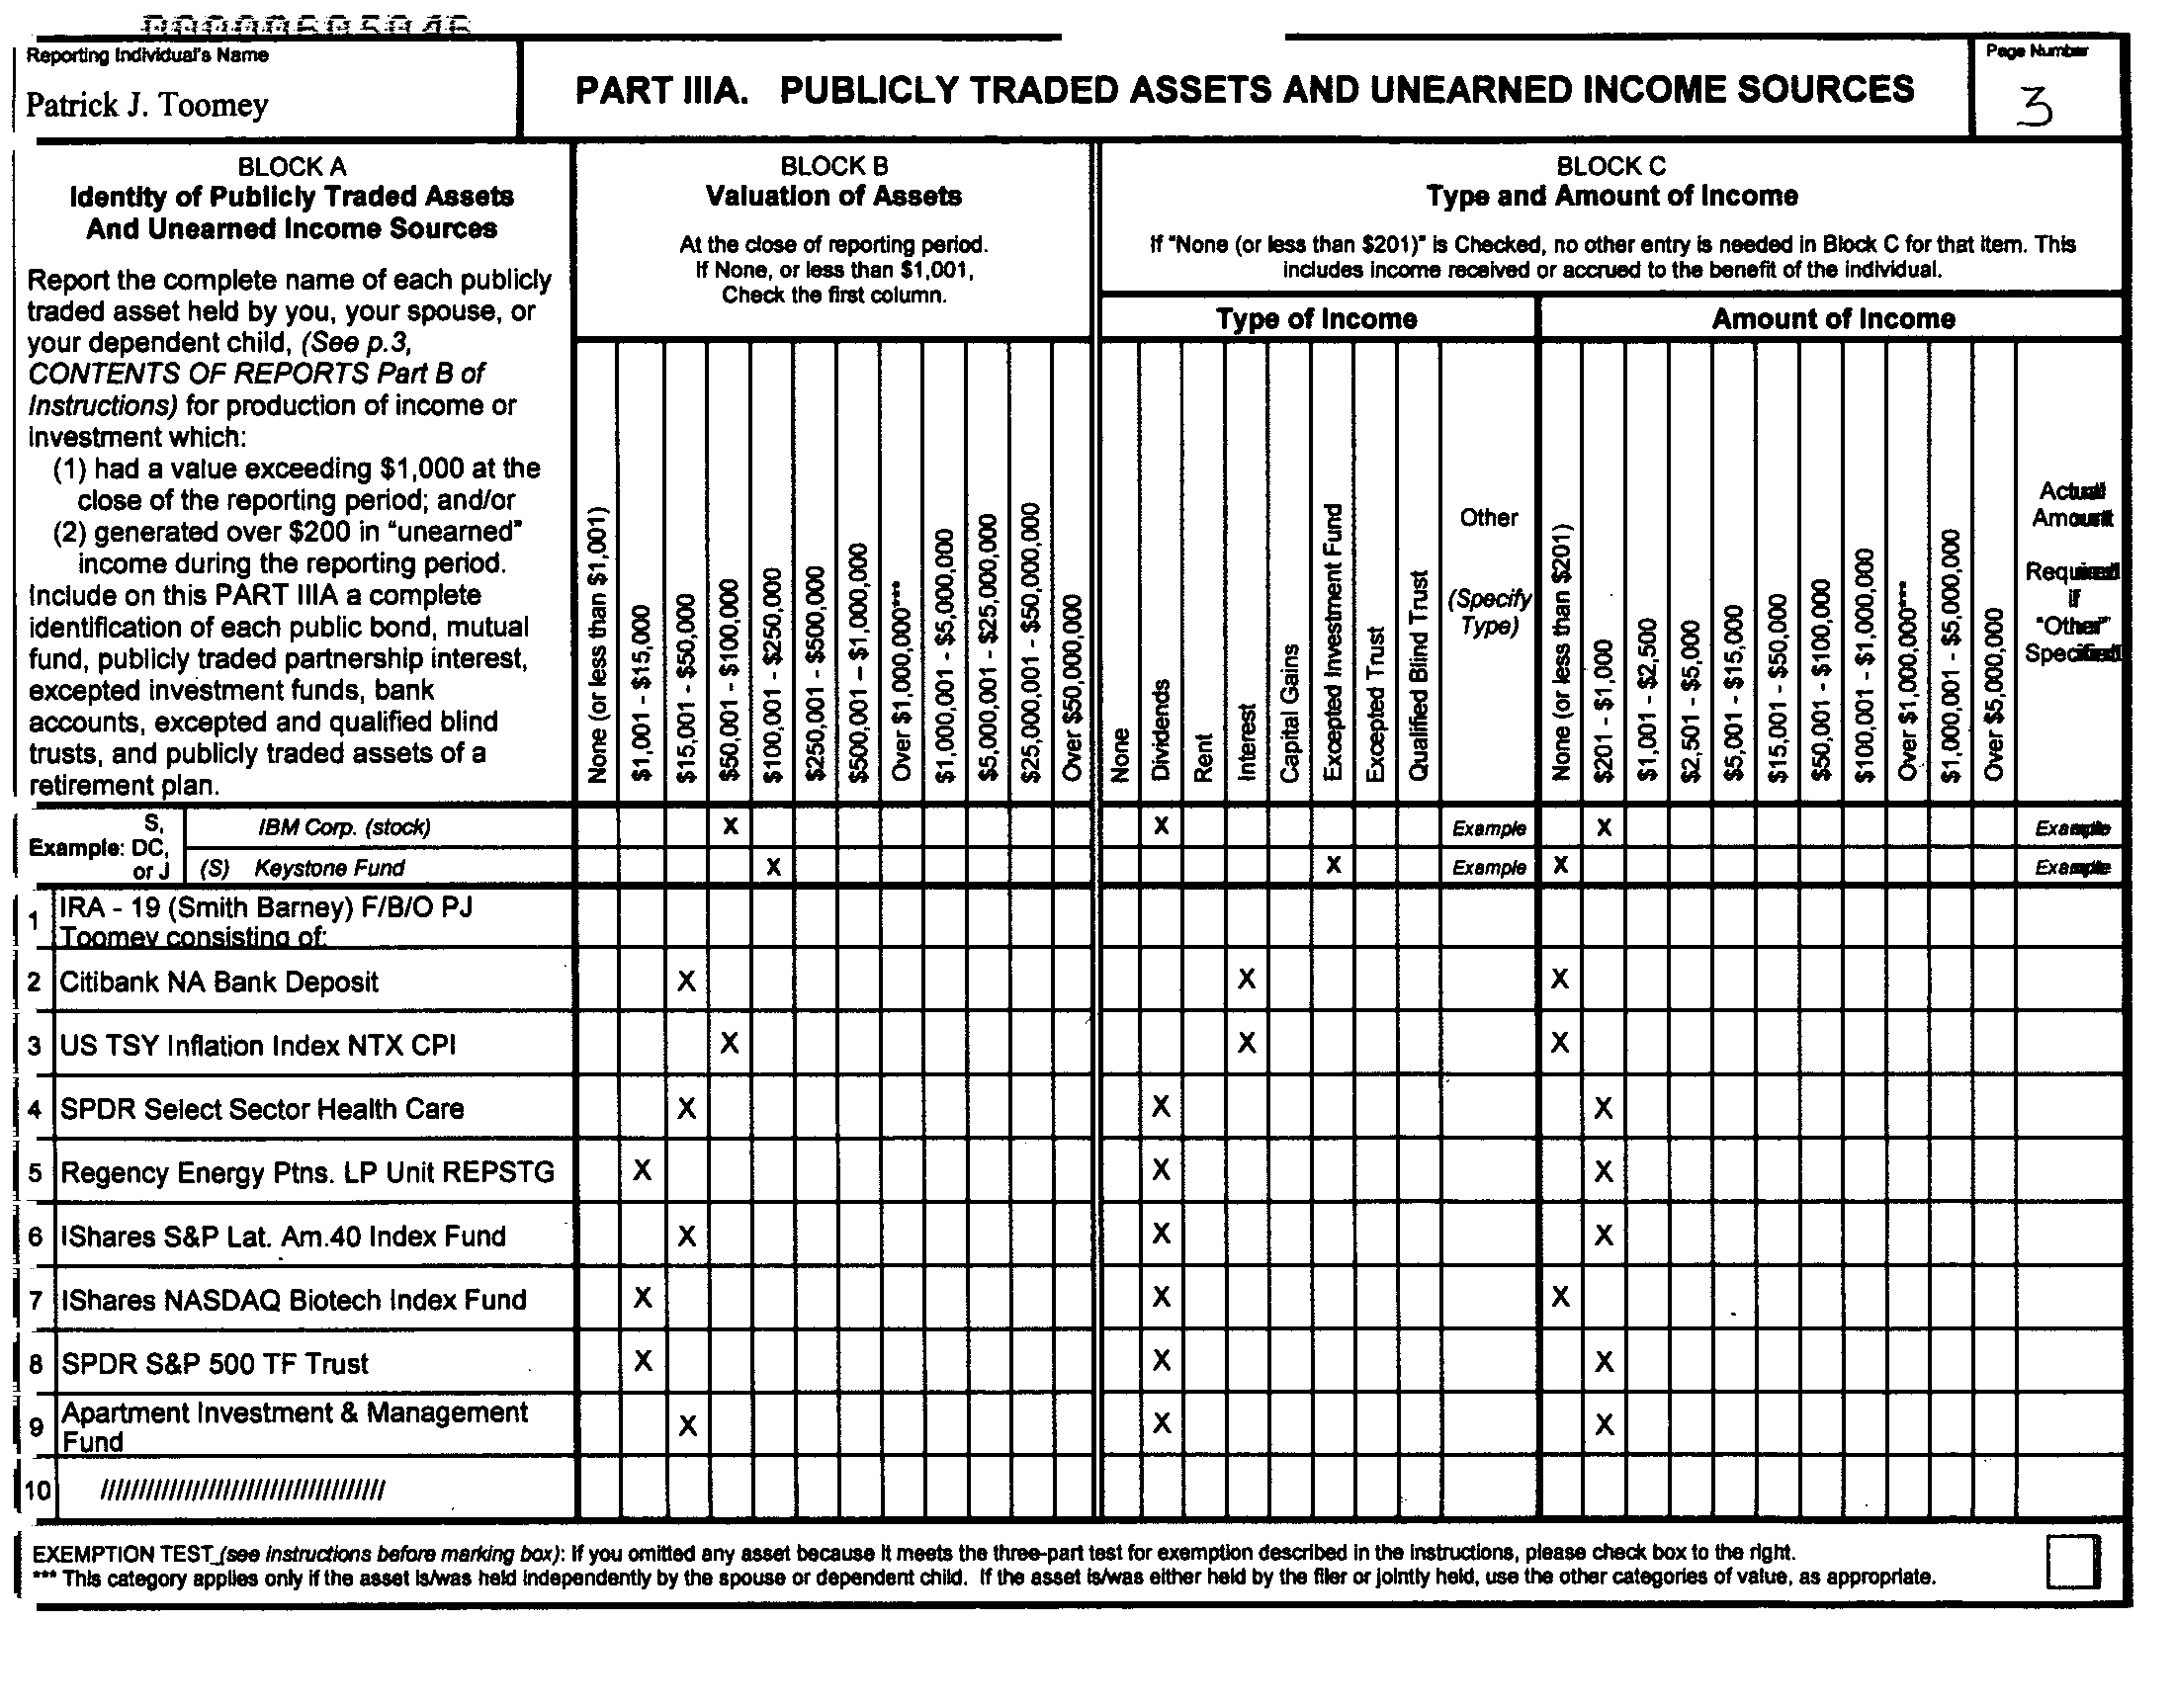 Reporting Individual's Name
Patrick J. Toomey
PART IIIA. PUBLICLY TRADED ASSETS AND UNEARNED INCOME SOURCES
Page Number
3
BLOCK A
Identity of Publicly Traded Assets
And Unearned Income Sources
Report the complete name of each publicly
traded asset held by you, your spouse, or
your dependent child, (See p.3,
CONTENTS OF REPORTS Part B of
Instructions) for production of income or
investment which:
(1) had a value exceeding $1,000 at the
close of the reporting period; and/or
(2) generated over $200 in "unearned"
income during the reporting period.
Include on this PART IIIA a complete
identification of each public bond, mutual
fund, publicly traded partnership interest,
excepted investment funds, bank
accounts, excepted and qualified blind
trusts, and publicly traded assets of a
retirement plan.
BLOCK B
Valuation of Assets
At the close of reporting period.
If None, or less than $1,001,
Check the first column.
None (or less than $1,001)
$1,001 - $15,000
$15,001 - $50,000
$50,001 - $100,000
$100,001 - $250,000
$250,001 - $500,000
$500,001 – $1,000,000
Over $1,000,000***
$1,000,001 - $5,000,000
$5,000,001 - $25,000,000
$25,000,001 - $50,000,000
Over $50,000,000
BLOCK C
Type and Amount of Income
If "None (or less than $201)" is Checked, no other entry is needed in Block C for that item. This
includes income received or accrued to the benefit of the individual.
Type of Income
None
Dividends
Rent
Interest
Capital Gains
Excepted Investment Fund
Excepted Trust
Qualified Blind Trust
Other
(Specify
Type)
Amount of Income
None (or less than $201)
$201 - $1,000
$1,001 - $2,500
$2,501 - $5,000
$5,001 - $15,000
$15,001 - $50,000
$50,001 - $100,000
$100,001 - $1,000,000
Over $1,000,000***
$1,000,001 - $5,000,000
Over $5,000,000
Actual
Amount
Required
if
"Other"
Specified
Example: S, DC, or J
IBM Corp. (stock) X X Example X Example
(S) Keystone Fund X X Example X Example
1 IRA - 19 (Smith Barney) F/B/O PJ
Toomey consisting of:
2 Citibank NA Bank Deposit X X X
3 US TSY Inflation Index NTX CPI X X X
4 SPDR Select Sector Health Care X X X
5 Regency Energy Ptns. LP Unit REPSTG X X X
6 IShares S&P Lat. Am.40 Index Fund X X X
7 IShares NASDAQ Biotech Index Fund X X X
8 SPDR S&P 500 TF Trust X X X
9 Apartment Investment & Management
Fund X X X
10 //////////////////////////////////////
EXEMPTION TEST (see instructions before marking box): If you omitted any asset because it meets the three-part test for exemption described in the instructions, please check box to the right.
*** This category applies only if the asset is/was held independently by the spouse or dependent child. If the asset is/was either held by the filer or jointly held, use the other categories of value, as appropriate.